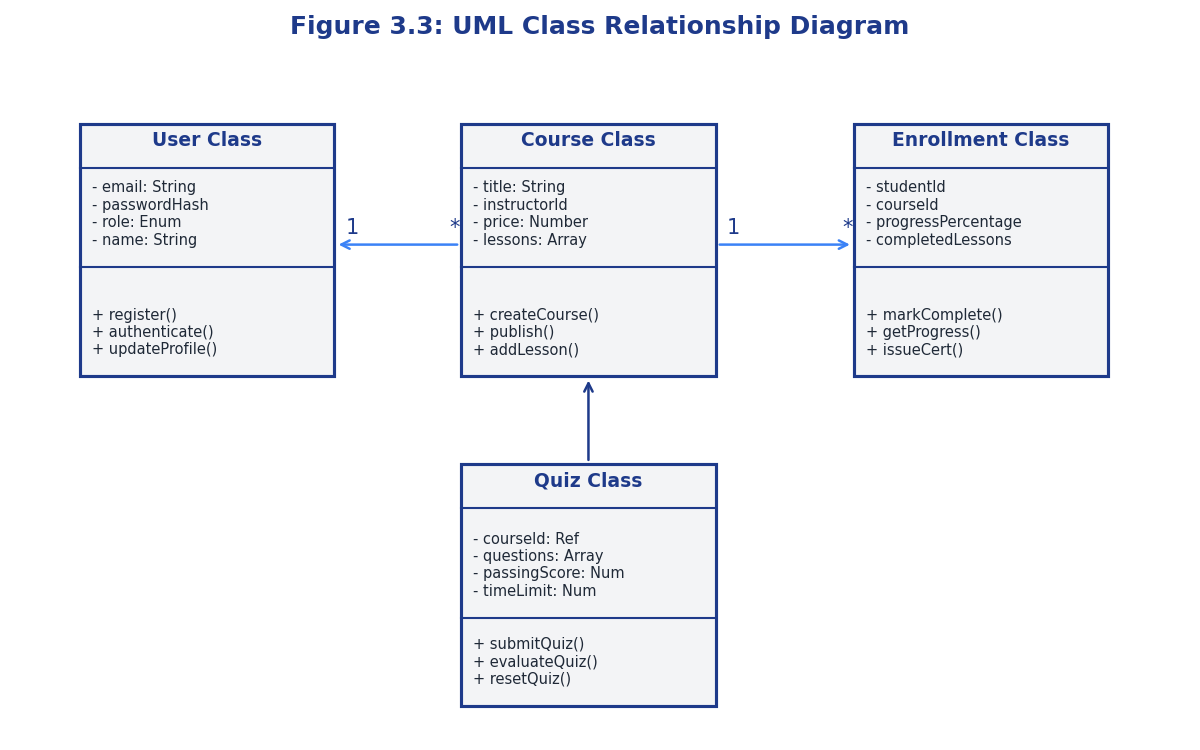 Figure 3.3: UML Class Relationship Diagram
User Class
- email: String
- passwordHash
- role: Enum
- name: String
+ register()
+ authenticate()
+ updateProfile()
1
*
Course Class
- title: String
- instructorId
- price: Number
- lessons: Array
+ createCourse()
+ publish()
+ addLesson()
1
*
Enrollment Class
- studentId
- courseId
- progressPercentage
- completedLessons
+ markComplete()
+ getProgress()
+ issueCert()
Quiz Class
- courseId: Ref
- questions: Array
- passingScore: Num
- timeLimit: Num
+ submitQuiz()
+ evaluateQuiz()
+ resetQuiz()